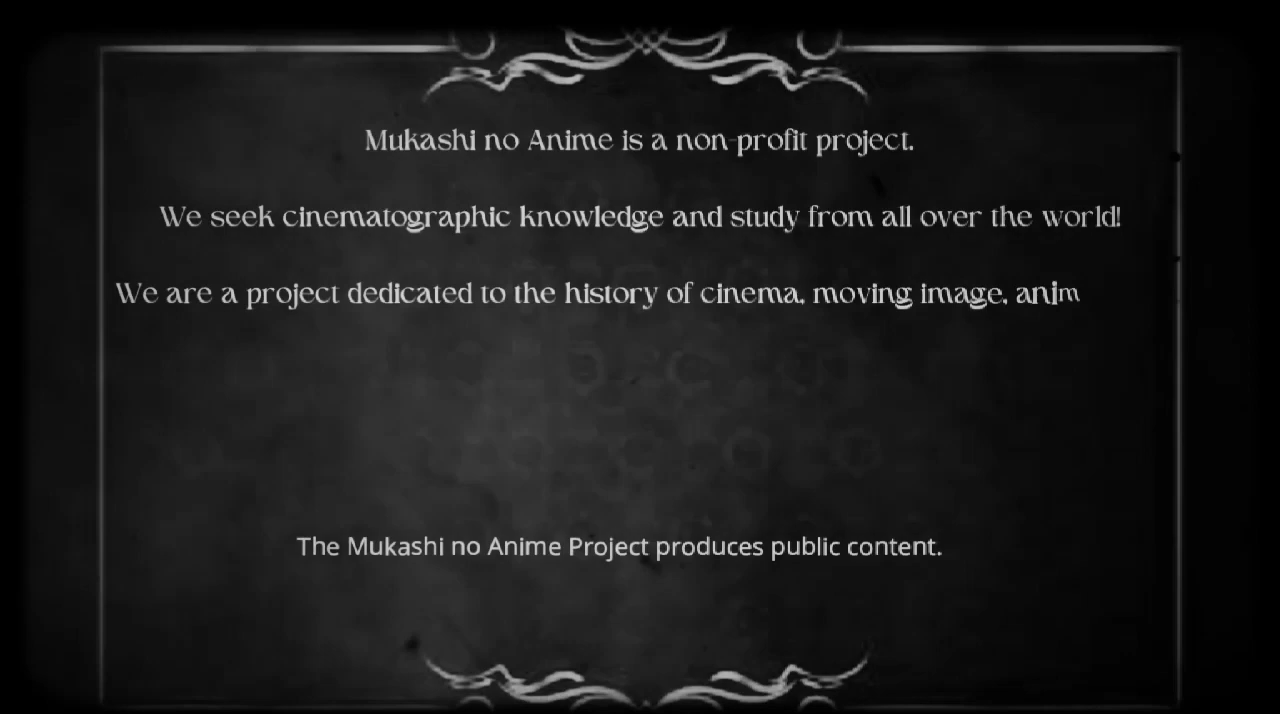 Mukashi no Anime is a non-profit project.
We seek cinematographic knowledge and study from all over the world!
We are a project dedicated to the history of cinema, moving image, anim
The Mukashi no Anime Project produces public content.